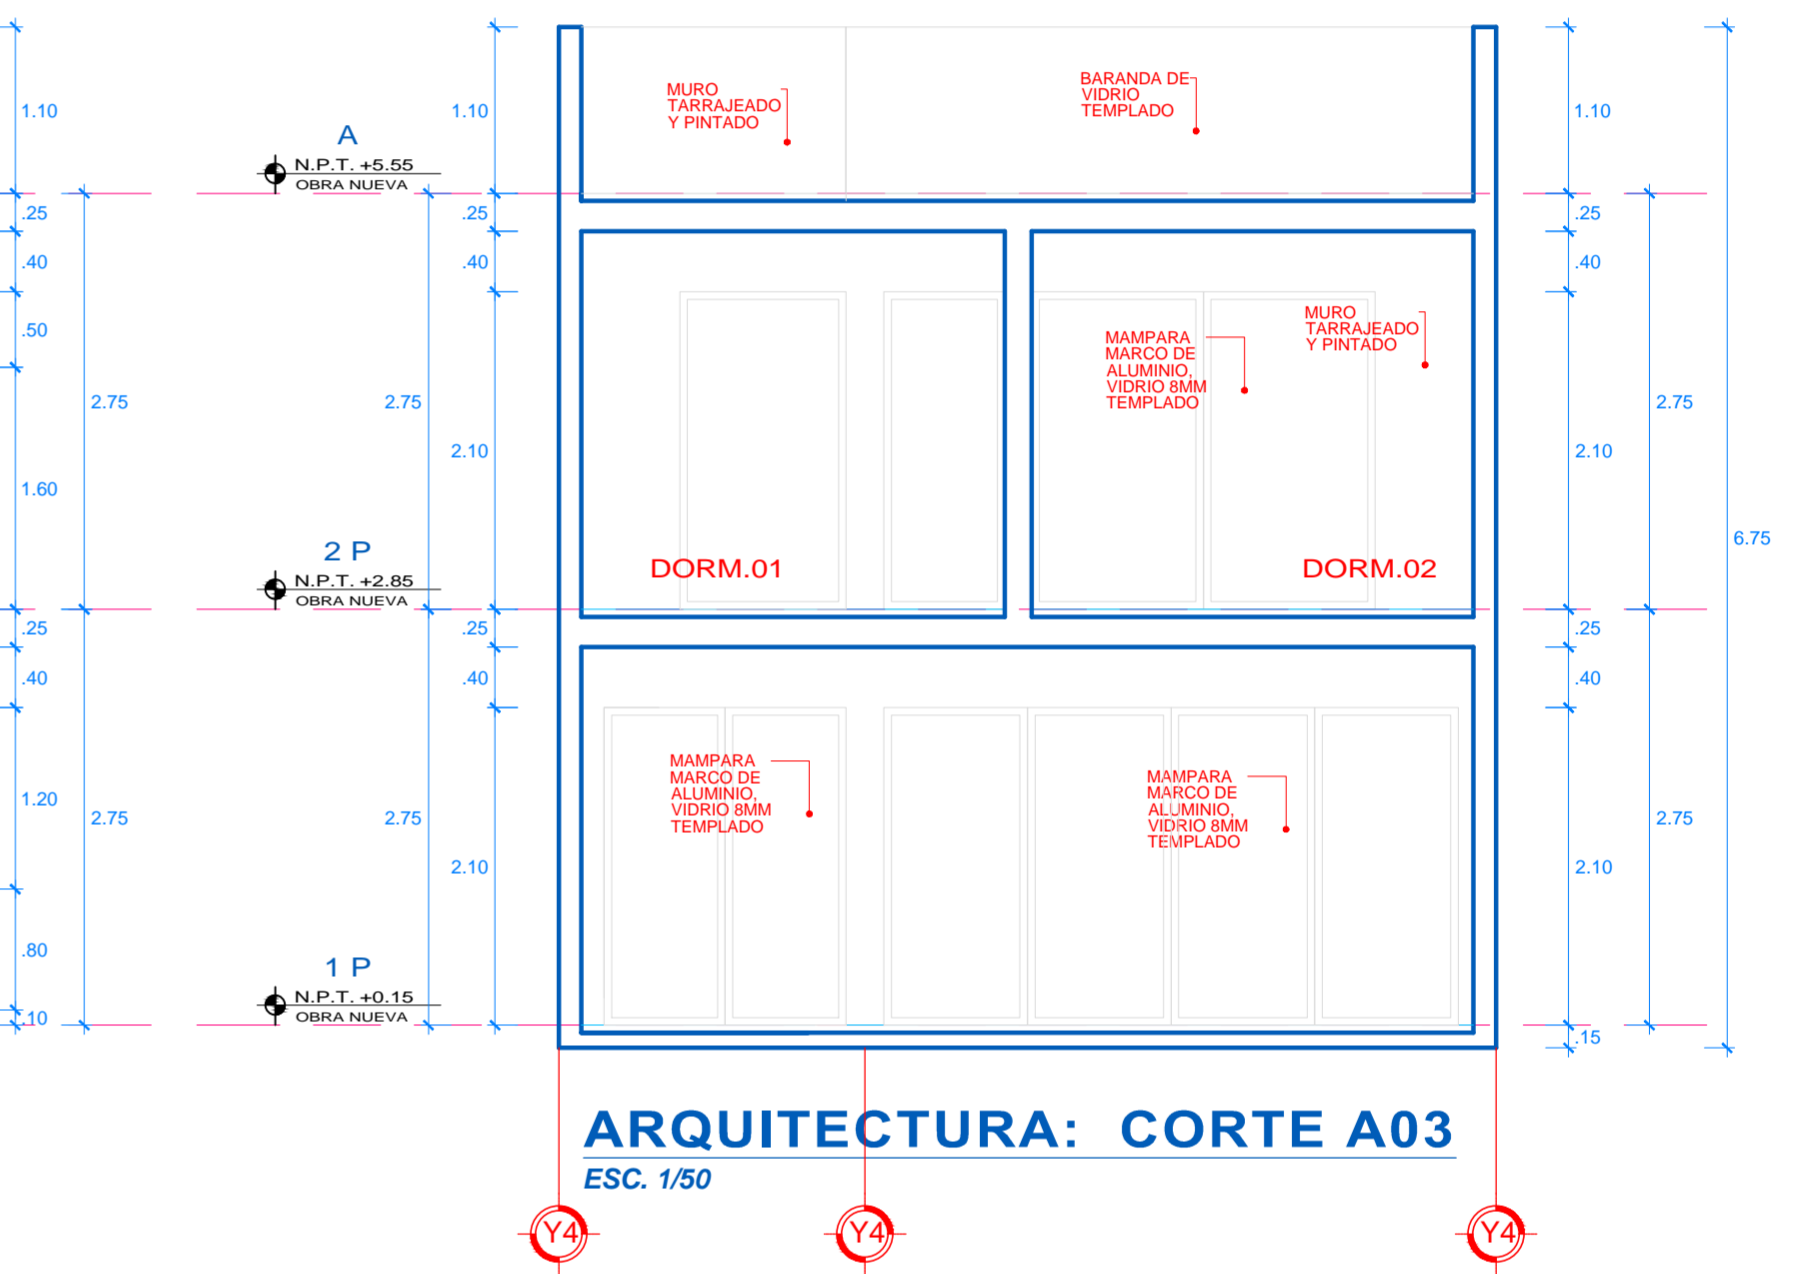 1.10
1.10
MURO
TARRAJEADO
Y PINTADO
BARANDA DE
VIDRIO
TEMPLADO
1.10
A
N.P.T. +5.55
OBRA NUEVA
.25
.25
.25
.40
.40
.40
.50
MURO
TARRAJEADO
Y PINTADO
MAMPARA
MARCO DE
ALUMINIO,
VIDRIO 8MM
TEMPLADO
2.75
2.75
2.75
2.10
2.10
1.60
6.75
2 P
N.P.T. +2.85
OBRA NUEVA
DORM.01
DORM.02
.25
.25
.25
.40
.40
.40
MAMPARA
MARCO DE
ALUMINIO,
VIDRIO 8MM
TEMPLADO
MAMPARA
MARCO DE
ALUMINIO,
VIDRIO 8MM
TEMPLADO
1.20
2.75
2.75
2.75
2.10
2.10
.80
1 P
N.P.T. +0.15
OBRA NUEVA
.10
.15
ARQUITECTURA: CORTE A03
ESC. 1/50
Y4
Y4
Y4